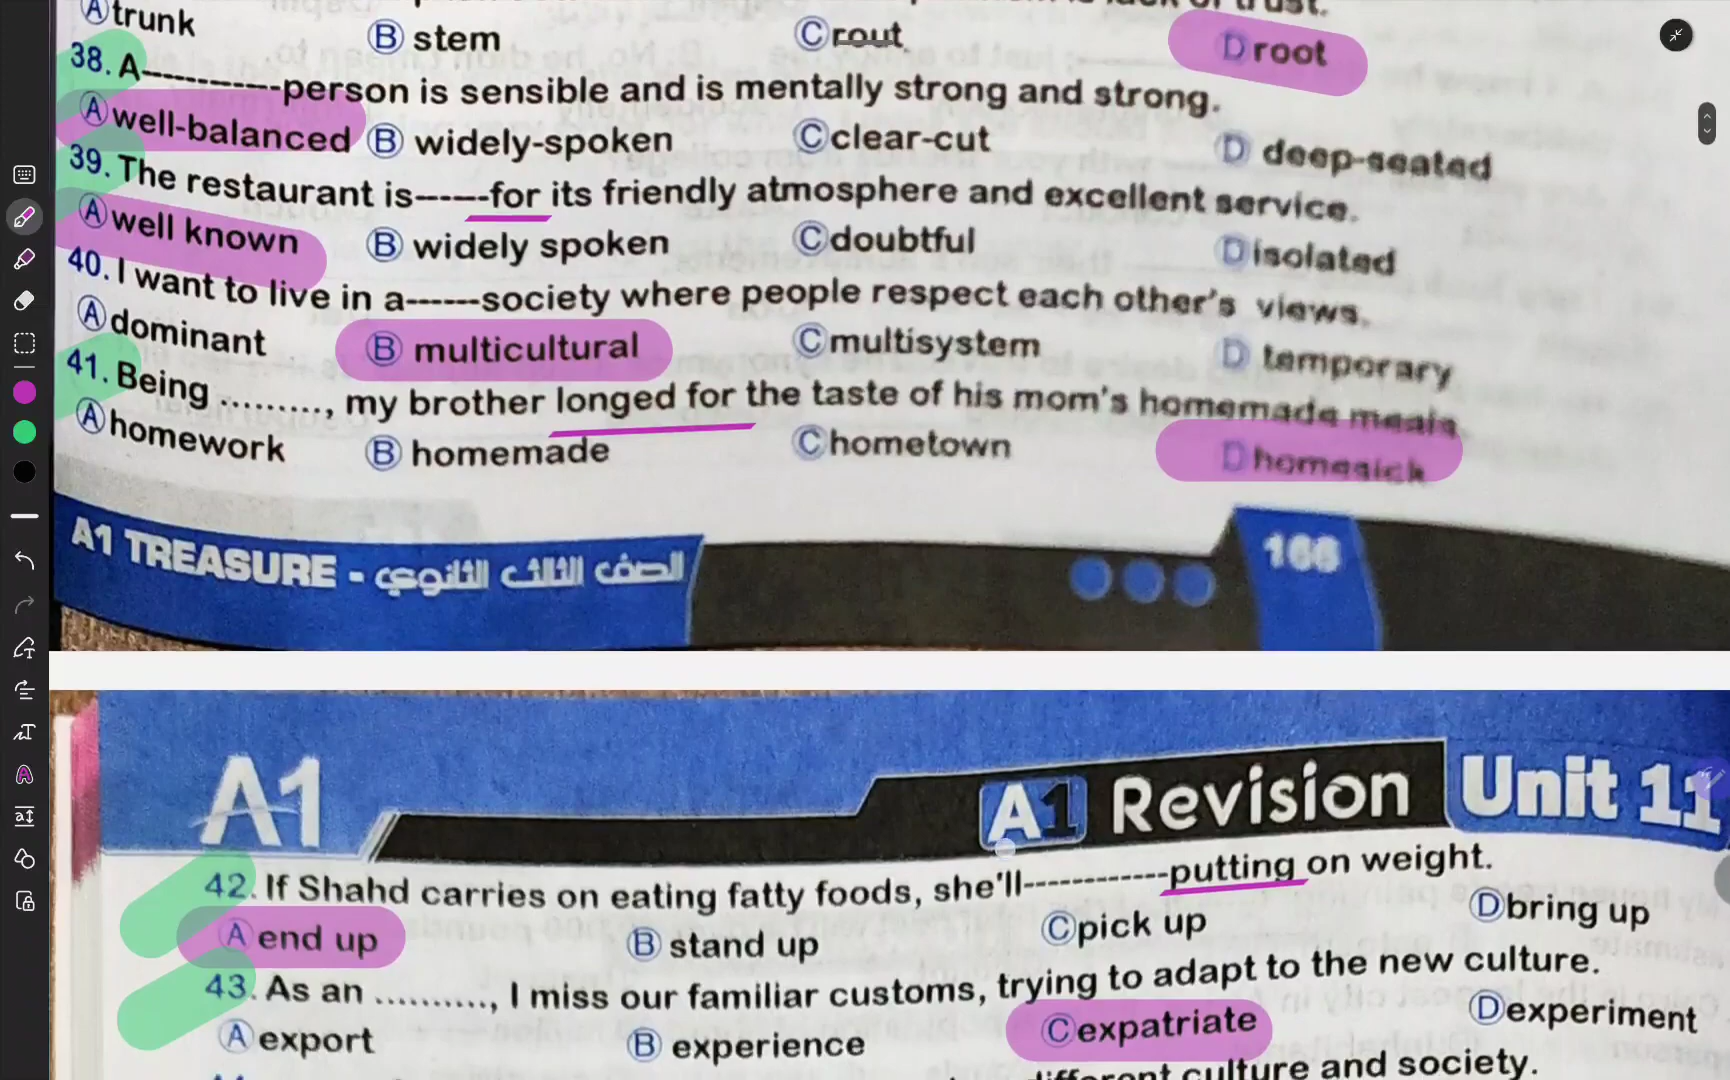 Ⓐ trunk Ⓑ stem Ⓒ rout Ⓓ root
38. A-----------person is sensible and is mentally strong and strong.
Ⓐ well-balanced Ⓑ widely-spoken Ⓒ clear-cut Ⓓ deep-seated
39. The restaurant is------for its friendly atmosphere and excellent service.
Ⓐ well known Ⓑ widely spoken Ⓒ doubtful Ⓓ isolated
40. I want to live in a------society where people respect each other's views.
Ⓐ dominant Ⓑ multicultural Ⓒ multisystem Ⓓ temporary
41. Being .........., my brother longed for the taste of his mom's homemade meals
Ⓐ homework Ⓑ homemade Ⓒ hometown Ⓓ homesick
A1 TREASURE - الصف الثالث الثانوي
166
A1 A1 Revision Unit 11
42. If Shahd carries on eating fatty foods, she'll------------putting on weight.
Ⓐ end up Ⓑ stand up Ⓒ pick up Ⓓ bring up
43. As an .........., I miss our familiar customs, trying to adapt to the new culture.
Ⓐ export Ⓑ experience Ⓒ expatriate Ⓓ experiment
different culture and society.